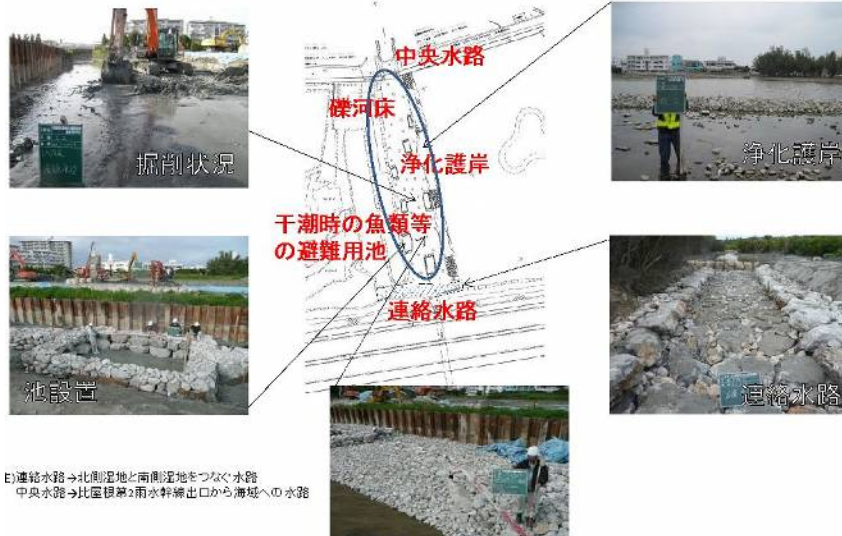 中央水路
礫河床
掘削状況
浄化護岸
浄化護岸
干潮時の魚類等
の避難用池
連絡水路
池設置
連絡水路
注)連絡水路→北側湿地と南側湿地をつなぐ水路
中央水路→比屋根第2雨水幹線出口から海域への水路